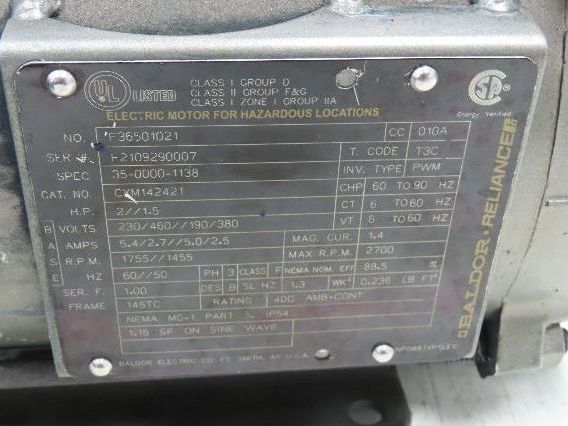 UL LISTED
CLASS I GROUP D
CLASS II GROUP F&G
CLASS I ZONE I GROUP IIA
ELECTRIC MOTOR FOR HAZARDOUS LOCATIONS
Energy Verified
NO. F36501021 CC 010A
SER. H2109290007 T. CODE T3C
SPEC 35-0000-1138 INV. TYPE PWM
CAT. NO. CXM142421 CHP 60 TO 90 HZ
H.P. 2//1.5 CT 6 TO 60 HZ
VOLTS 230/460//190/380 VT 6 TO 60 HZ
AMPS 5.4/2.7//5.0/2.5 MAG. CUR. 1.4
R.P.M. 1755//1455 MAX R.P.M. 2700
HZ 60//50 PH 3 CLASS F NEMA NOM. EFF 88.5 %
SER. F. 1.00 DES B SL HZ 1.3 WK² 0.236 LB FT²
FRAME 145TC RATING 40C AMB-CONT
NEMA MG-1 PART 5, IP54
1.15 SF ON SINE WAVE
BALDOR ELECTRIC CO. FT. SMITH, AR U.S.A.
BASE
BALDOR · RELIANCE